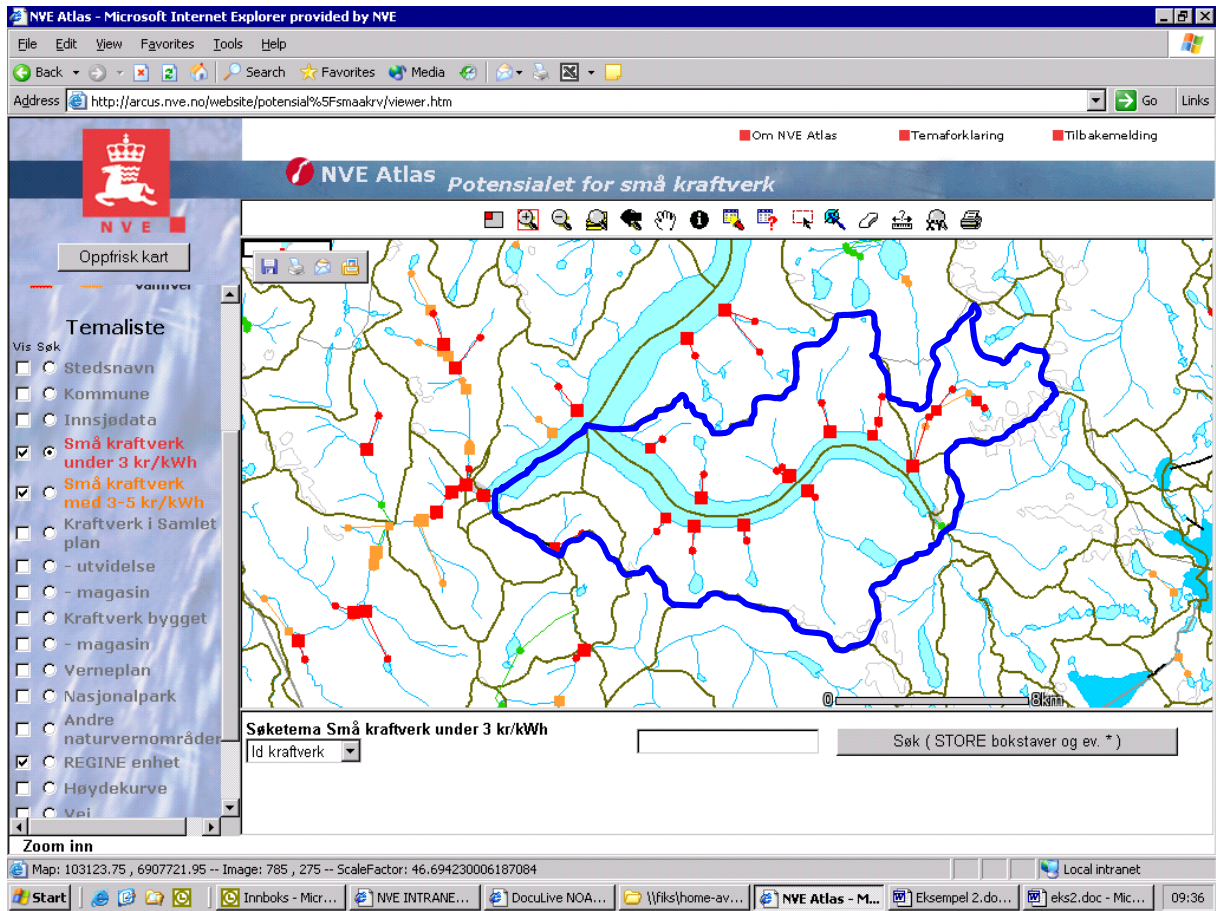 NVE Atlas - Microsoft Internet Explorer provided by NVE
File Edit View Favorites Tools Help
Back Search Favorites Media
Address http://arcus.nve.no/website/potensial%5Fsmaakrv/viewer.htm Go Links
Om NVE Atlas Temaforklaring Tilbakemelding
NVE Atlas Potensialet for små kraftverk
NVE
Oppfrisk kart
Temaliste
Vis Søk
Stedsnavn
Kommune
Innsjødata
Små kraftverk
under 3 kr/kWh
Små kraftverk
med 3-5 kr/kWh
Kraftverk i Samlet
plan
- utvidelse
- magasin
Kraftverk bygget
- magasin
Verneplan
Nasjonalpark
Andre
naturvernområder
REGINE enhet
Høydekurve
Vei
0 8km
Søketema Små kraftverk under 3 kr/kWh
Id kraftverk
Søk ( STORE bokstaver og ev. * )
Zoom inn
Map: 103123.75 , 6907721.95 -- Image: 785 , 275 -- ScaleFactor: 46.694230006187084
Local intranet
Start Innboks - Micr... NVE INTRANE... DocuLive NOA... \\fiks\home-av... NVE Atlas - M... Eksempel 2.do... eks2.doc - Mic... 09:36